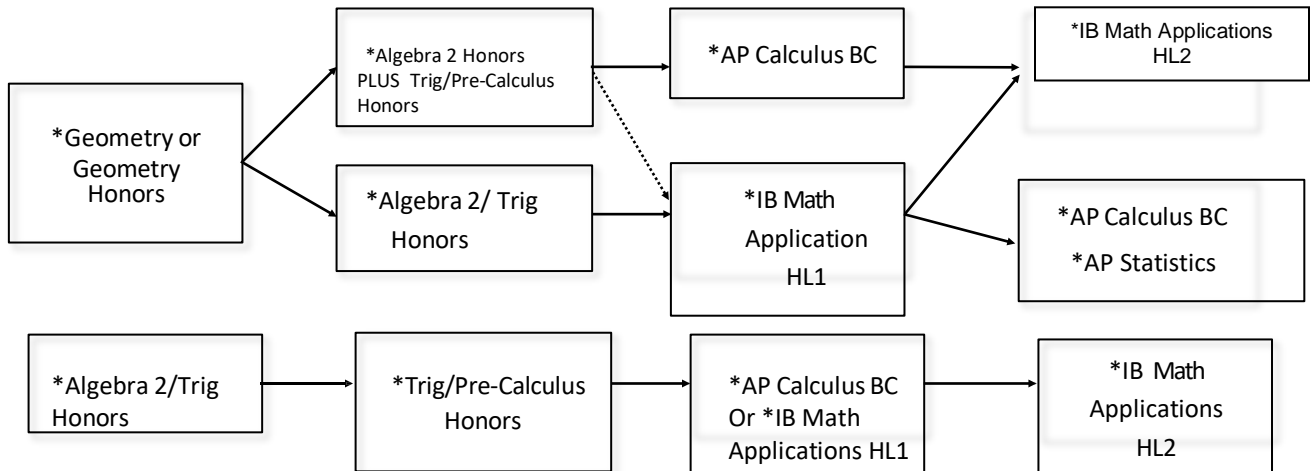 *Geometry or
Geometry
Honors
*Algebra 2 Honors
PLUS Trig/Pre-Calculus
Honors
*AP Calculus BC
*IB Math Applications
HL2
*Algebra 2/ Trig
Honors
*IB Math
Application
HL1
*AP Calculus BC
*AP Statistics
*Algebra 2/Trig
Honors
*Trig/Pre-Calculus
Honors
*AP Calculus BC
Or *IB Math
Applications HL1
*IB Math
Applications
HL2